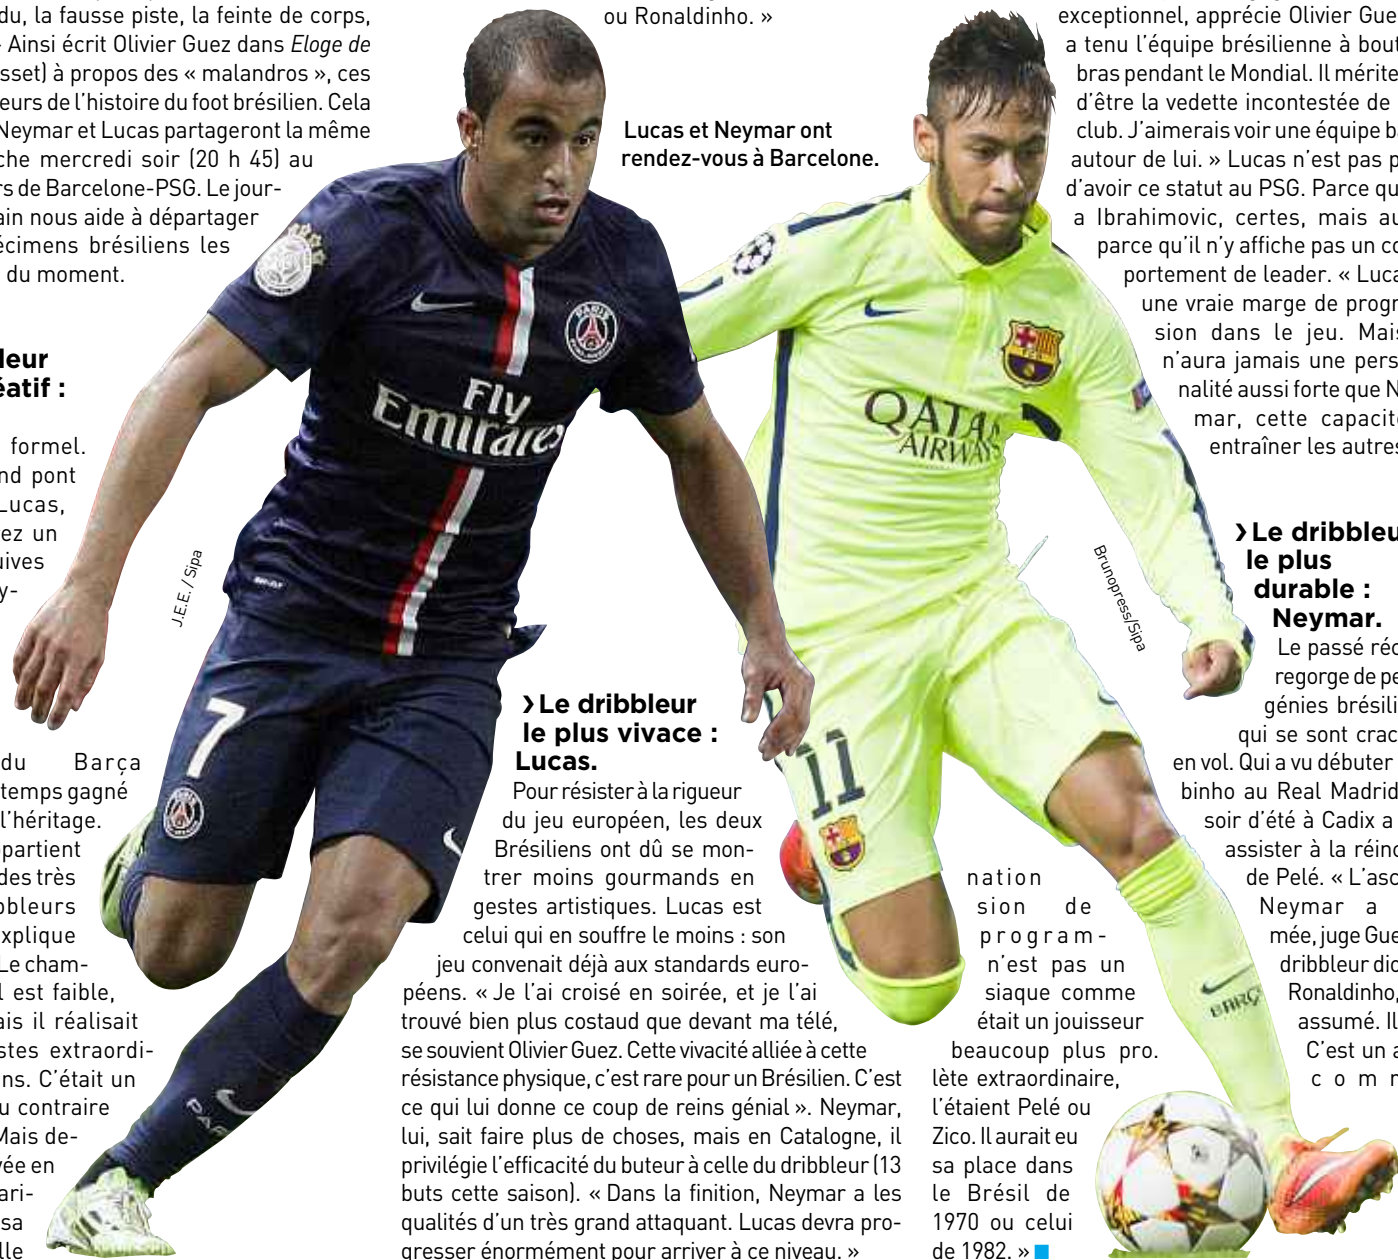 du, la fausse piste, la feinte de corps,
Ainsi écrit Olivier Guez dans Eloge de
sset) à propos des « malandros », ces
eurs de l'histoire du foot brésilien. Cela
Neymar et Lucas partageront la même
che mercredi soir (20 h 45) au
rs de Barcelone-PSG. Le jour-
ain nous aide à départager
écimens brésiliens les
du moment.
leur
éatif :
formel.
nd pont
Lucas,
ez un
uives
y-
du Barça
temps gagné
l'héritage.
partient
des très
bbleurs
xplique
Le cham-
l est faible,
ais il réalisait
stes extraordi-
ns. C'était un
u contraire
Mais de-
vée en
ari-
sa
lle
ou Ronaldinho. »
Lucas et Neymar ont
rendez-vous à Barcelone.
J.E.E. / Sipa
PARIS
Fly
Emirates
7
PAR
› Le dribbleur
le plus vivace :
Lucas.
Pour résister à la rigueur
du jeu européen, les deux
Brésiliens ont dû se mon-
trer moins gourmands en
gestes artistiques. Lucas est
celui qui en souffre le moins : son
jeu convenait déjà aux standards euro-
péens. « Je l'ai croisé en soirée, et je l'ai
trouvé bien plus costaud que devant ma télé,
se souvient Olivier Guez. Cette vivacité alliée à cette
résistance physique, c'est rare pour un Brésilien. C'est
ce qui lui donne ce coup de reins génial ». Neymar,
lui, sait faire plus de choses, mais en Catalogne, il
privilégie l'efficacité du buteur à celle du dribbleur (13
buts cette saison). « Dans la finition, Neymar a les
qualités d'un très grand attaquant. Lucas devra pro-
gresser énormément pour arriver à ce niveau. »
QATAR
AIRWAYS
11
BARÇ
Brunopress/Sipa
exceptionnel, apprécie Olivier Gue
a tenu l'équipe brésilienne à bout
bras pendant le Mondial. Il mérite
d'être la vedette incontestée de
club. J'aimerais voir une équipe b
autour de lui. » Lucas n'est pas p
d'avoir ce statut au PSG. Parce qu
a Ibrahimovic, certes, mais au
parce qu'il n'y affiche pas un co
portement de leader. « Luca
une vraie marge de progr
sion dans le jeu. Mais
n'aura jamais une pers
nalité aussi forte que N
mar, cette capacit
entraîner les autres
› Le dribbleu
le plus
durable :
Neymar.
Le passé réc
regorge de pe
génies brésili
qui se sont crac
en vol. Qui a vu débuter
binho au Real Madrid
soir d'été à Cadix a
assister à la réinc
de Pelé. « L'asc
Neymar a
mée, juge Gue
dribbleur dio
Ronaldinho,
assumé. Il
C'est un a
com
nation
sion de
program-
n'est pas un
siaque comme
était un jouisseur
beaucoup plus pro.
lète extraordinaire,
l'étaient Pelé ou
Zico. Il aurait eu
sa place dans
le Brésil de
1970 ou celui
de 1982. »